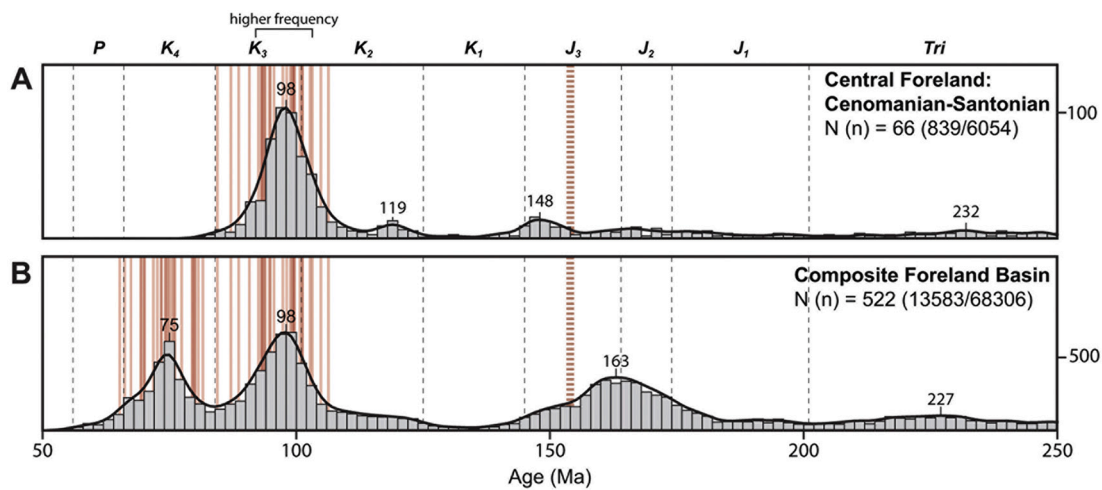 higher frequency
P K4 K3 K2 K1 J3 J2 J1 Tri
A
98
119
148
232
Central Foreland:
Cenomanian-Santonian
N (n) = 66 (839/6054)
100
B
75
98
163
227
Composite Foreland Basin
N (n) = 522 (13583/68306)
500
50 100 150 200 250
Age (Ma)